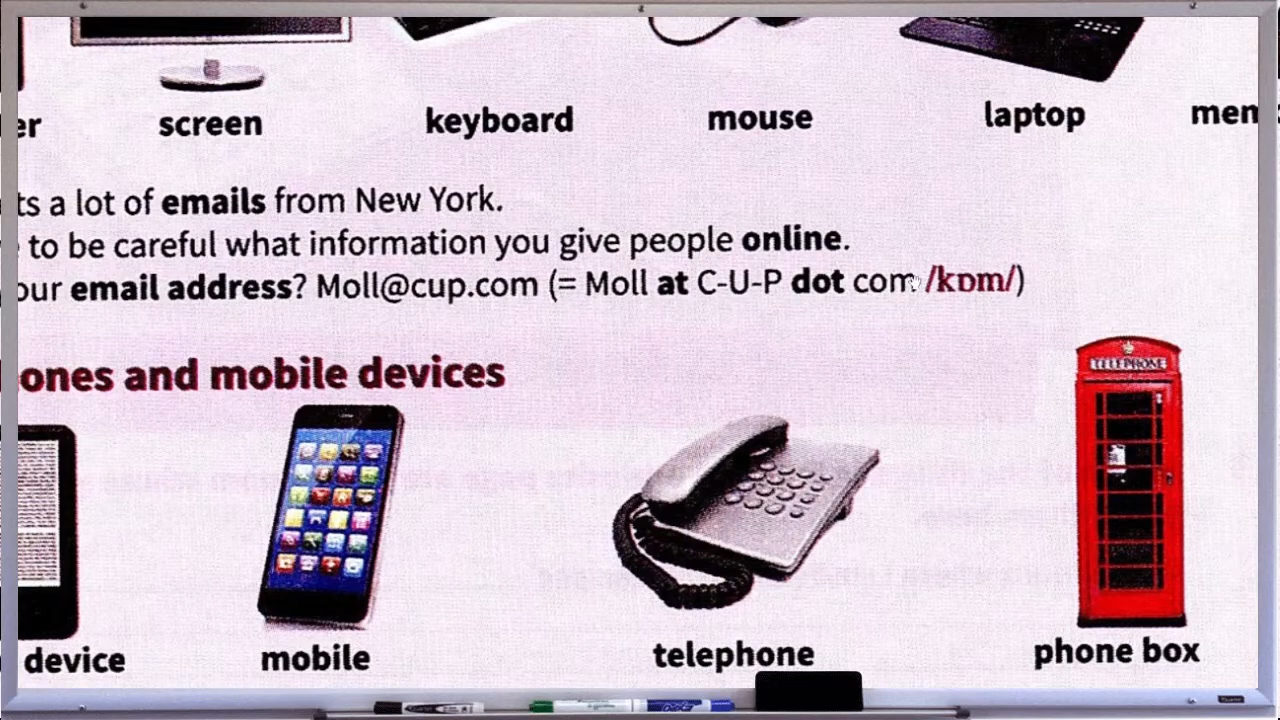 er screen keyboard mouse laptop mem
ts a lot of emails from New York.
to be careful what information you give people online.
our email address? Moll@cup.com (= Moll at C-U-P dot com /kɒm/)
ones and mobile devices
TELEPHONE
device mobile telephone phone box